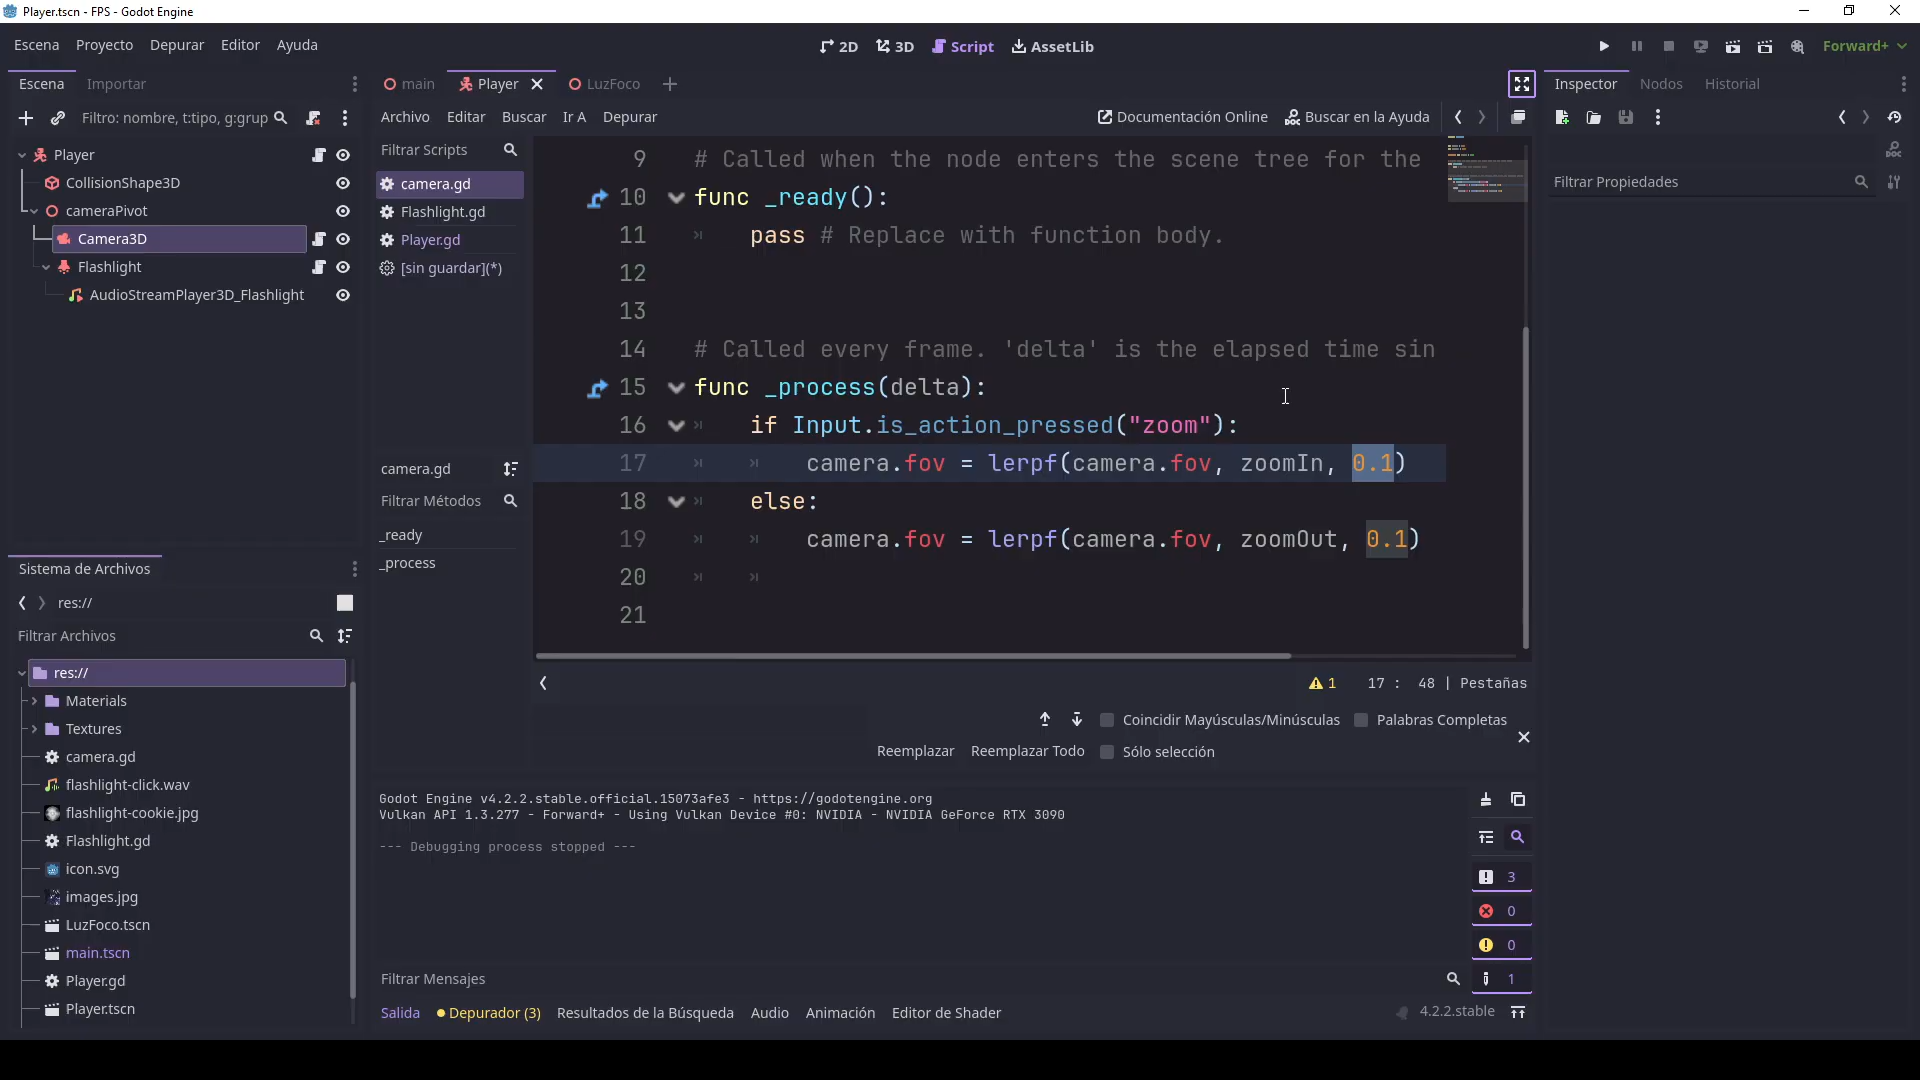 Player.tscn - FPS - Godot Engine
Escena Proyecto Depurar Editor Ayuda
2D 3D Script AssetLib
Forward+
Escena Importar
Filtro: nombre, t:tipo, g:grup
Player
CollisionShape3D
cameraPivot
Camera3D
Flashlight
AudioStreamPlayer3D_Flashlight
Sistema de Archivos
res://
Filtrar Archivos
res://
Materials
Textures
camera.gd
flashlight-click.wav
flashlight-cookie.jpg
Flashlight.gd
icon.svg
images.jpg
LuzFoco.tscn
main.tscn
Player.gd
Player.tscn
main Player LuzFoco
Archivo Editar Buscar Ir A Depurar
Documentación Online Buscar en la Ayuda
Filtrar Scripts
camera.gd
Flashlight.gd
Player.gd
[sin guardar](*)
camera.gd
Filtrar Métodos
_ready
_process
9 # Called when the node enters the scene tree for the
10 func _ready():
11 pass # Replace with function body.
12
13
14 # Called every frame. 'delta' is the elapsed time sin
15 func _process(delta):
16 if Input.is_action_pressed("zoom"):
17 camera.fov = lerpf(camera.fov, zoomIn, 0.1)
18 else:
19 camera.fov = lerpf(camera.fov, zoomOut, 0.1)
20
21
1 17 : 48 | Pestañas
Coincidir Mayúsculas/Minúsculas Palabras Completas
Reemplazar Reemplazar Todo Sólo selección
Godot Engine v4.2.2.stable.official.15073afe3 - https://godotengine.org
Vulkan API 1.3.277 - Forward+ - Using Vulkan Device #0: NVIDIA - NVIDIA GeForce RTX 3090
--- Debugging process stopped ---
3
0
0
1
Filtrar Mensajes
Salida Depurador (3) Resultados de la Búsqueda Audio Animación Editor de Shader
4.2.2.stable
Inspector Nodos Historial
Filtrar Propiedades